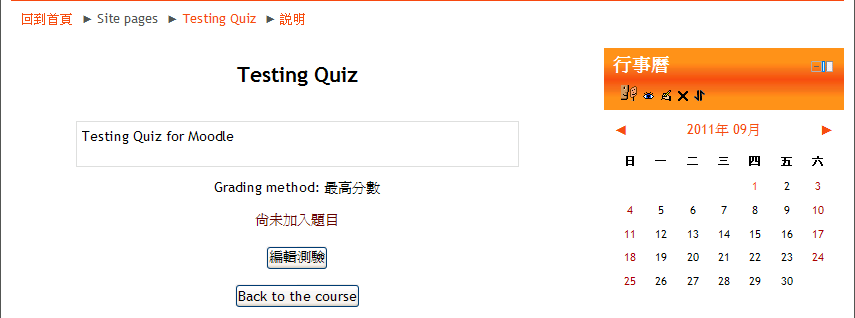 回到首頁 ► Site pages ► Testing Quiz ► 說明
Testing Quiz
Testing Quiz for Moodle
Grading method: 最高分數
尚未加入題目
編輯測驗
Back to the course
行事曆
◄ 2011年 09月 ►
日 一 二 三 四 五 六
1 2 3
4 5 6 7 8 9 10
11 12 13 14 15 16 17
18 19 20 21 22 23 24
25 26 27 28 29 30